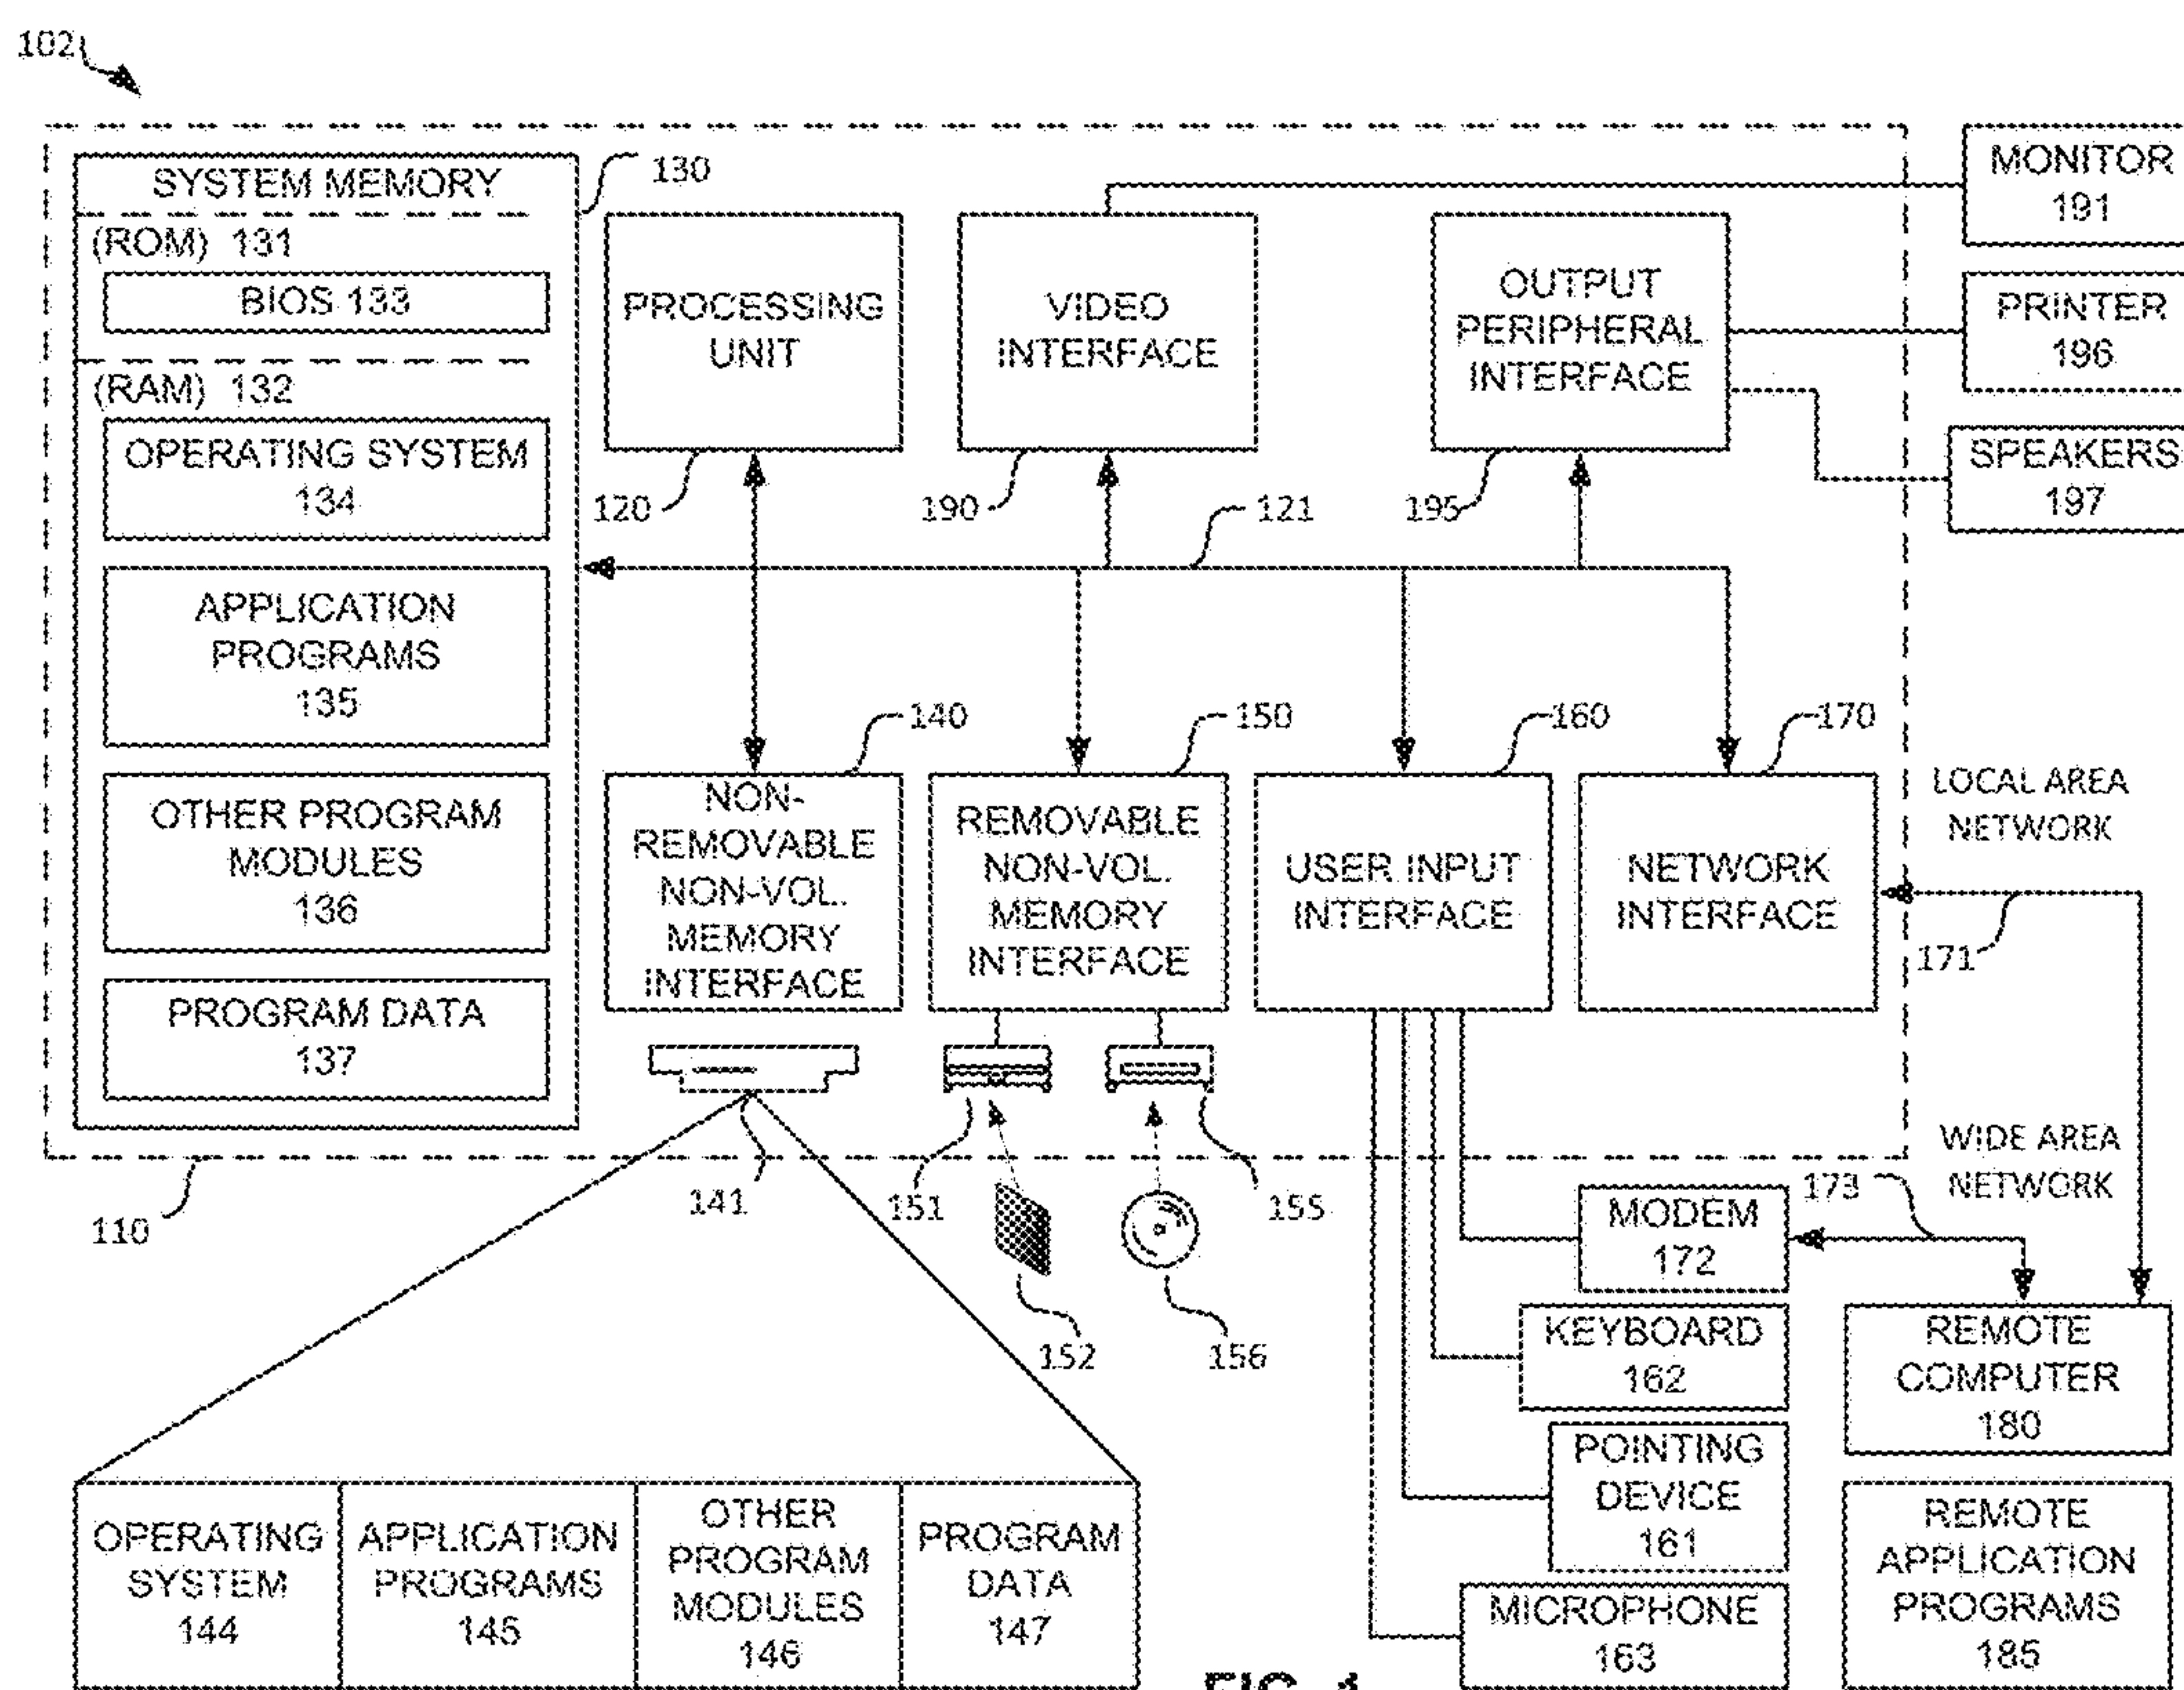 102
SYSTEM MEMORY
130
(ROM) 131
BIOS 133
(RAM) 132
OPERATING SYSTEM
134
APPLICATION
PROGRAMS
135
OTHER PROGRAM
MODULES
136
PROGRAM DATA
137
PROCESSING
UNIT
120
VIDEO
INTERFACE
190
121
OUTPUT
PERIPHERAL
INTERFACE
195
MONITOR
191
PRINTER
196
SPEAKERS
197
140
NON-
REMOVABLE
NON-VOL.
MEMORY
INTERFACE
150
REMOVABLE
NON-VOL.
MEMORY
INTERFACE
160
USER INPUT
INTERFACE
170
NETWORK
INTERFACE
LOCAL AREA
NETWORK
171
110
141
151
155
152
156
WIDE AREA
NETWORK
173
MODEM
172
KEYBOARD
162
POINTING
DEVICE
161
MICROPHONE
163
REMOTE
COMPUTER
180
REMOTE
APPLICATION
PROGRAMS
185
OPERATING
SYSTEM
144
APPLICATION
PROGRAMS
145
OTHER
PROGRAM
MODULES
146
PROGRAM
DATA
147
FIG. 1